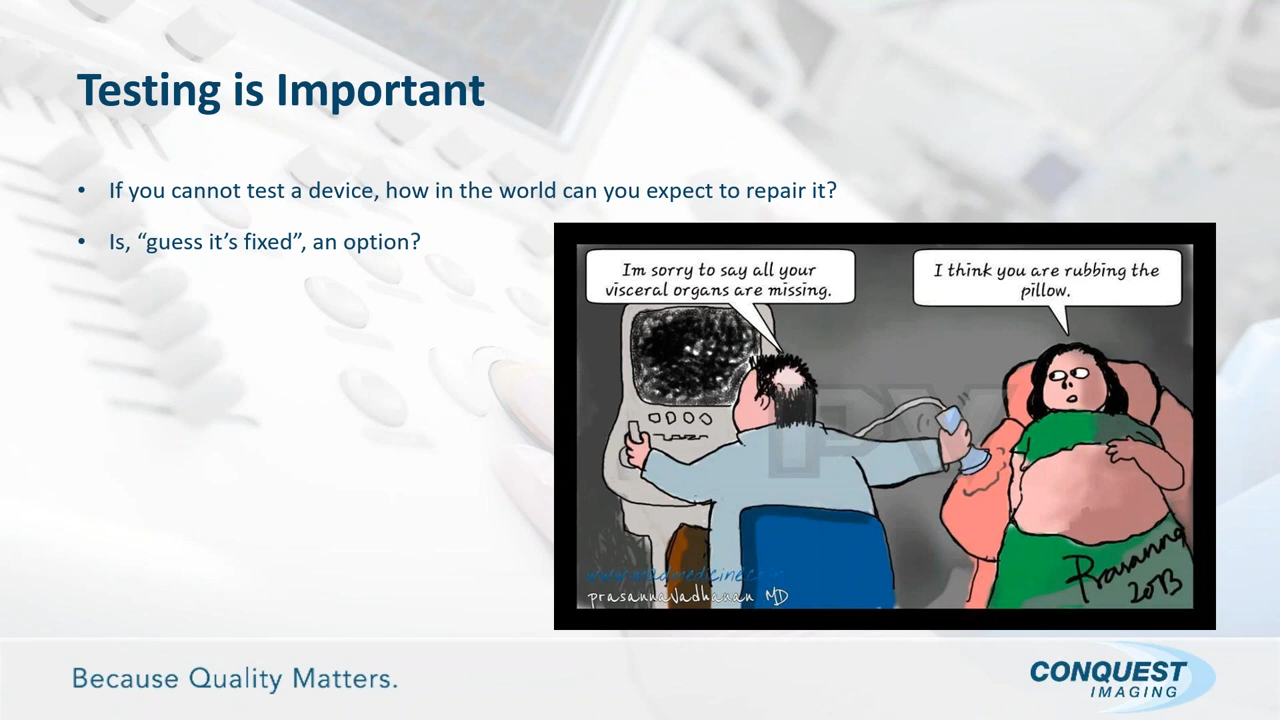 Testing is Important
• If you cannot test a device, how in the world can you expect to repair it?
• Is, “guess it’s fixed”, an option?
Im sorry to say all your
visceral organs are missing.
I think you are rubbing the
pillow.
PV
prasannavadhanan MD
Prasanna
2013
Because Quality Matters.
CONQUEST
IMAGING